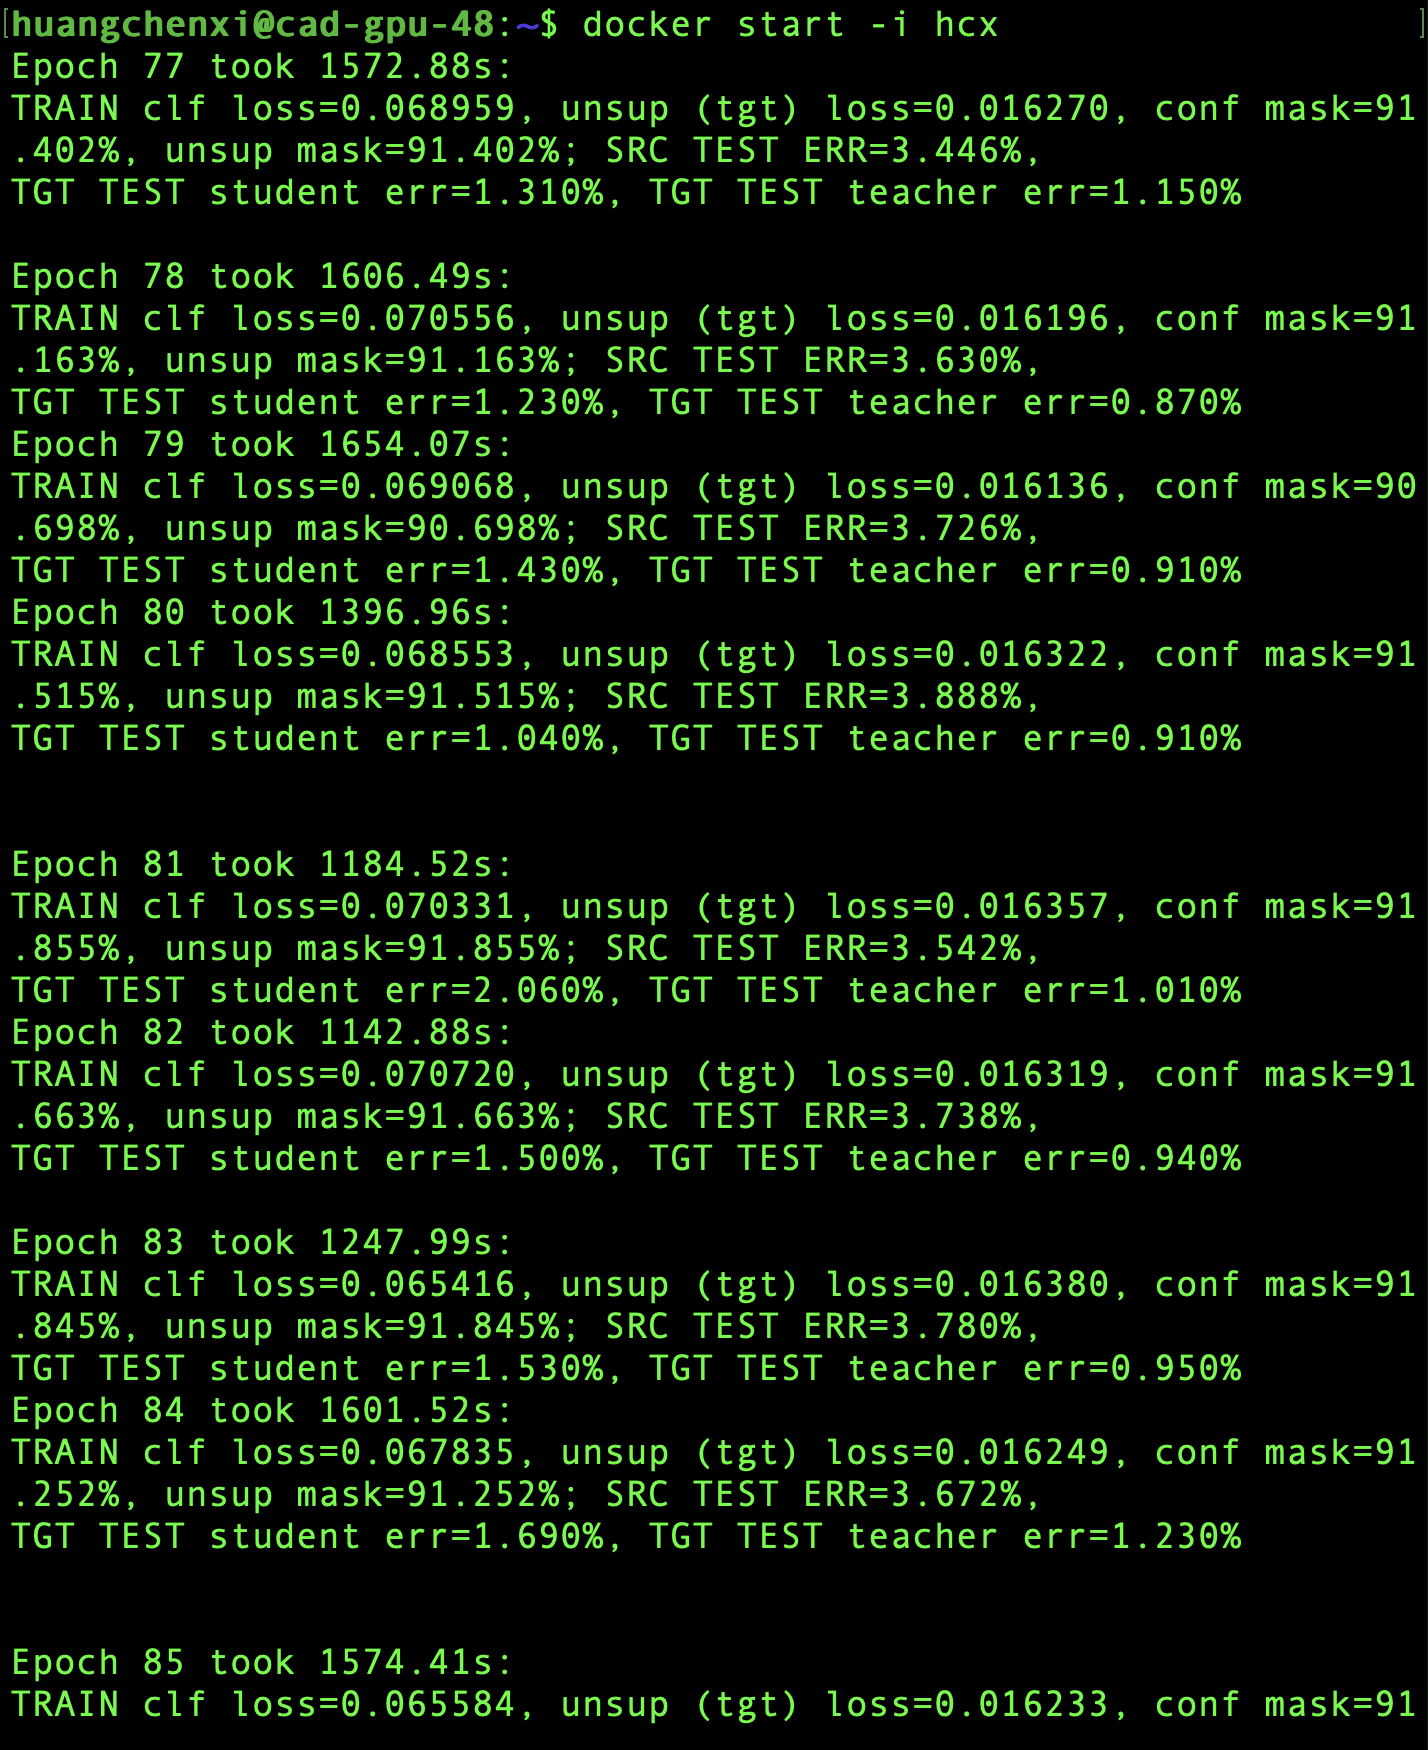 [huangchenxi@cad-gpu-48:~$ docker start -i hcx ]
Epoch 77 took 1572.88s:
TRAIN clf loss=0.068959, unsup (tgt) loss=0.016270, conf mask=91
.402%, unsup mask=91.402%; SRC TEST ERR=3.446%,
TGT TEST student err=1.310%, TGT TEST teacher err=1.150%
Epoch 78 took 1606.49s:
TRAIN clf loss=0.070556, unsup (tgt) loss=0.016196, conf mask=91
.163%, unsup mask=91.163%; SRC TEST ERR=3.630%,
TGT TEST student err=1.230%, TGT TEST teacher err=0.870%
Epoch 79 took 1654.07s:
TRAIN clf loss=0.069068, unsup (tgt) loss=0.016136, conf mask=90
.698%, unsup mask=90.698%; SRC TEST ERR=3.726%,
TGT TEST student err=1.430%, TGT TEST teacher err=0.910%
Epoch 80 took 1396.96s:
TRAIN clf loss=0.068553, unsup (tgt) loss=0.016322, conf mask=91
.515%, unsup mask=91.515%; SRC TEST ERR=3.888%,
TGT TEST student err=1.040%, TGT TEST teacher err=0.910%
Epoch 81 took 1184.52s:
TRAIN clf loss=0.070331, unsup (tgt) loss=0.016357, conf mask=91
.855%, unsup mask=91.855%; SRC TEST ERR=3.542%,
TGT TEST student err=2.060%, TGT TEST teacher err=1.010%
Epoch 82 took 1142.88s:
TRAIN clf loss=0.070720, unsup (tgt) loss=0.016319, conf mask=91
.663%, unsup mask=91.663%; SRC TEST ERR=3.738%,
TGT TEST student err=1.500%, TGT TEST teacher err=0.940%
Epoch 83 took 1247.99s:
TRAIN clf loss=0.065416, unsup (tgt) loss=0.016380, conf mask=91
.845%, unsup mask=91.845%; SRC TEST ERR=3.780%,
TGT TEST student err=1.530%, TGT TEST teacher err=0.950%
Epoch 84 took 1601.52s:
TRAIN clf loss=0.067835, unsup (tgt) loss=0.016249, conf mask=91
.252%, unsup mask=91.252%; SRC TEST ERR=3.672%,
TGT TEST student err=1.690%, TGT TEST teacher err=1.230%
Epoch 85 took 1574.41s:
TRAIN clf loss=0.065584, unsup (tgt) loss=0.016233, conf mask=91